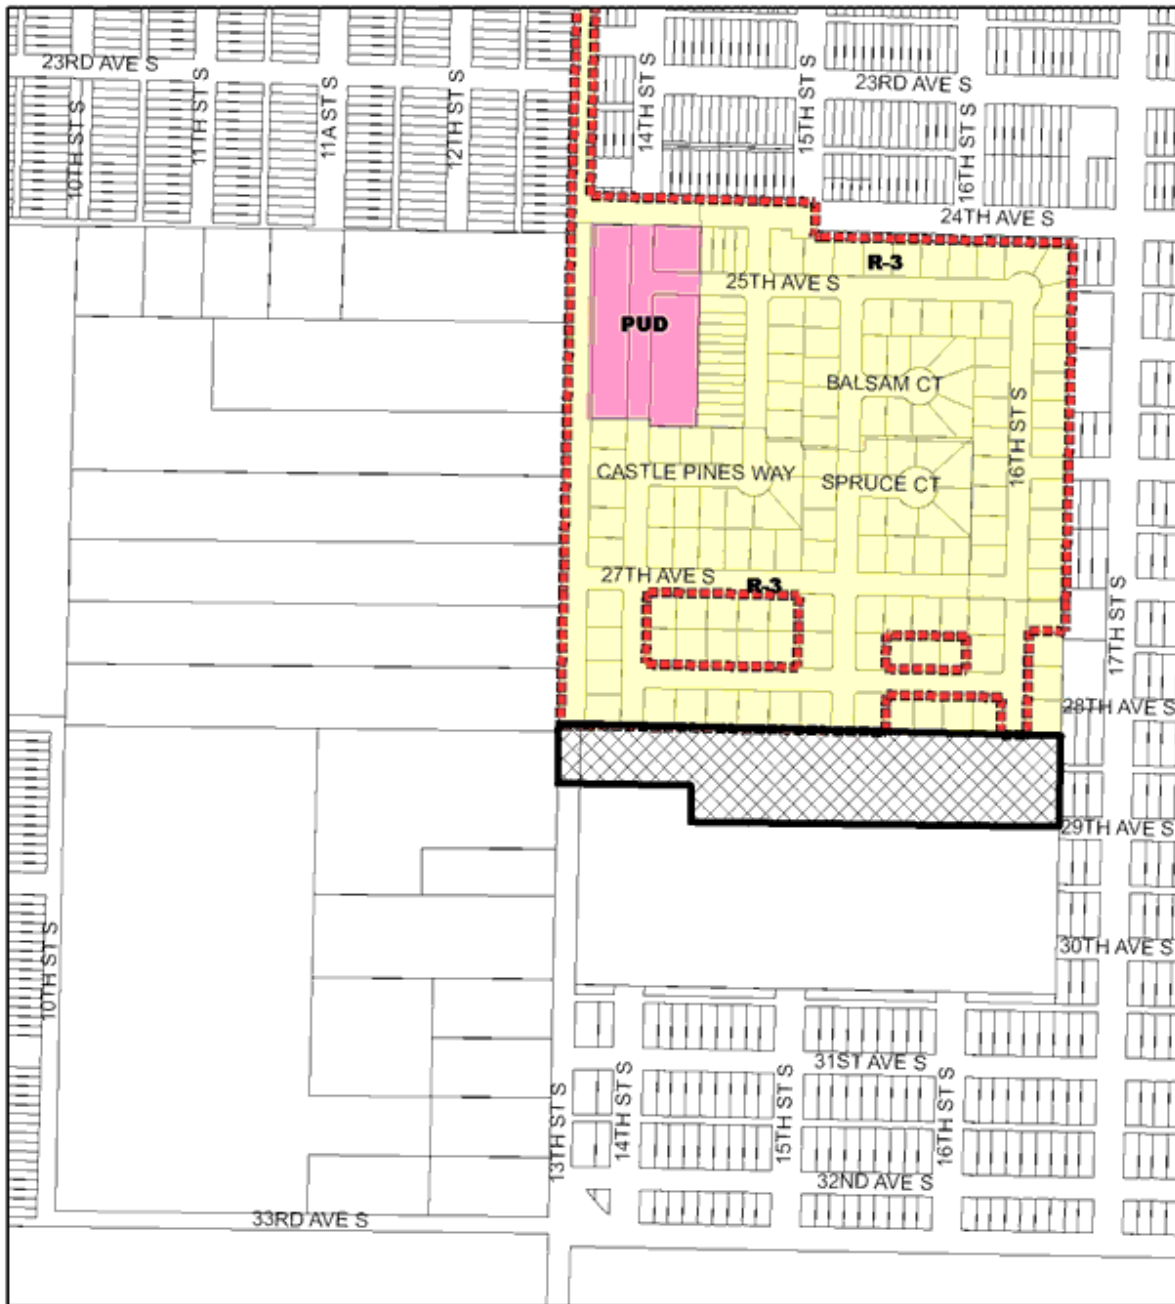 23RD AVE S
23RD AVE S
10TH ST S
11TH ST S
11A ST S
12TH ST S
14TH ST S
15TH ST S
16TH ST S
24TH AVE S
R-3
25TH AVE S
PUD
BALSAM CT
16TH ST S
CASTLE PINES WAY
SPRUCE CT
27TH AVE S
R-3
17TH ST S
28TH AVE S
29TH AVE S
30TH AVE S
10TH ST S
31ST AVE S
13TH ST S
14TH ST S
15TH ST S
16TH ST S
32ND AVE S
33RD AVE S